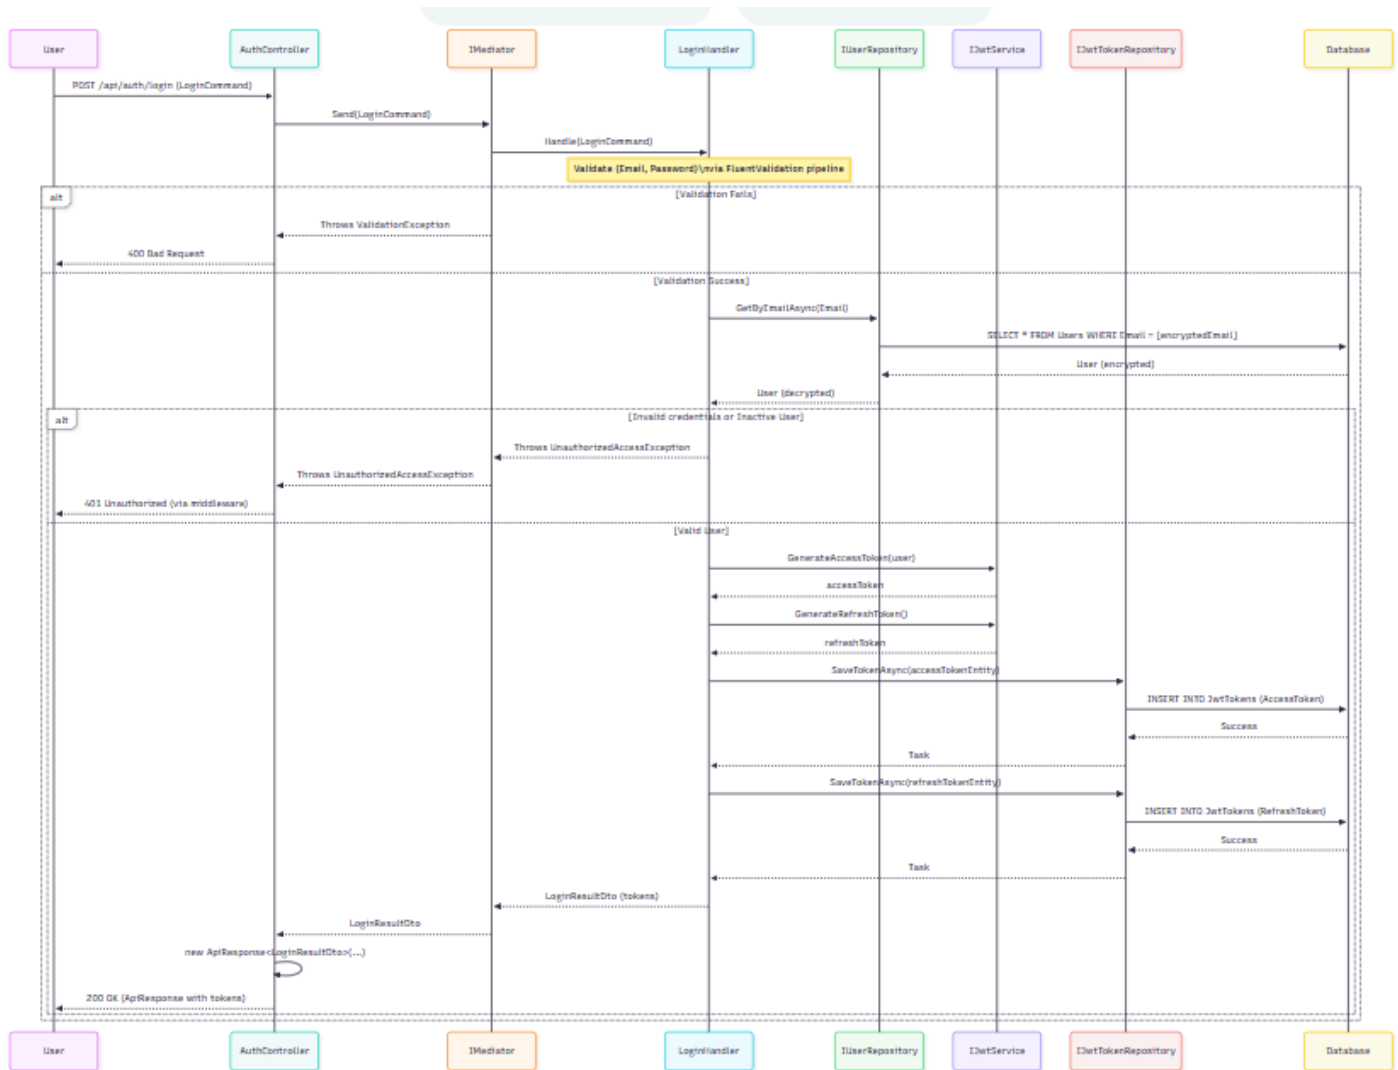 User AuthController IMediator LoginHandler IUserRepository IJwtService IJwtTokenRepository Database
POST /api/auth/login (LoginCommand)
Send(LoginCommand)
Handle(LoginCommand)
Validate (Email, Password)\nvia FluentValidation pipeline
alt
[Validation Fails]
Throws ValidationException
400 Bad Request
[Validation Success]
GetByEmailAsync(Email)
SELECT * FROM Users WHERE Email = [encryptedEmail]
User (encrypted)
User (decrypted)
alt
[Invalid credentials or Inactive User]
Throws UnauthorizedAccessException
Throws UnauthorizedAccessException
401 Unauthorized (via middleware)
[Valid User]
GenerateAccessToken(user)
accessToken
GenerateRefreshToken()
refreshToken
SaveTokenAsync(accessTokenEntity)
INSERT INTO JwtTokens (AccessToken)
Success
Task
SaveTokenAsync(refreshTokenEntity)
INSERT INTO JwtTokens (RefreshToken)
Success
Task
LoginResultDto (tokens)
LoginResultDto
new ApiResponse<LoginResultDto>(...)
200 OK (ApiResponse with tokens)
User AuthController IMediator LoginHandler IUserRepository IJwtService IJwtTokenRepository Database